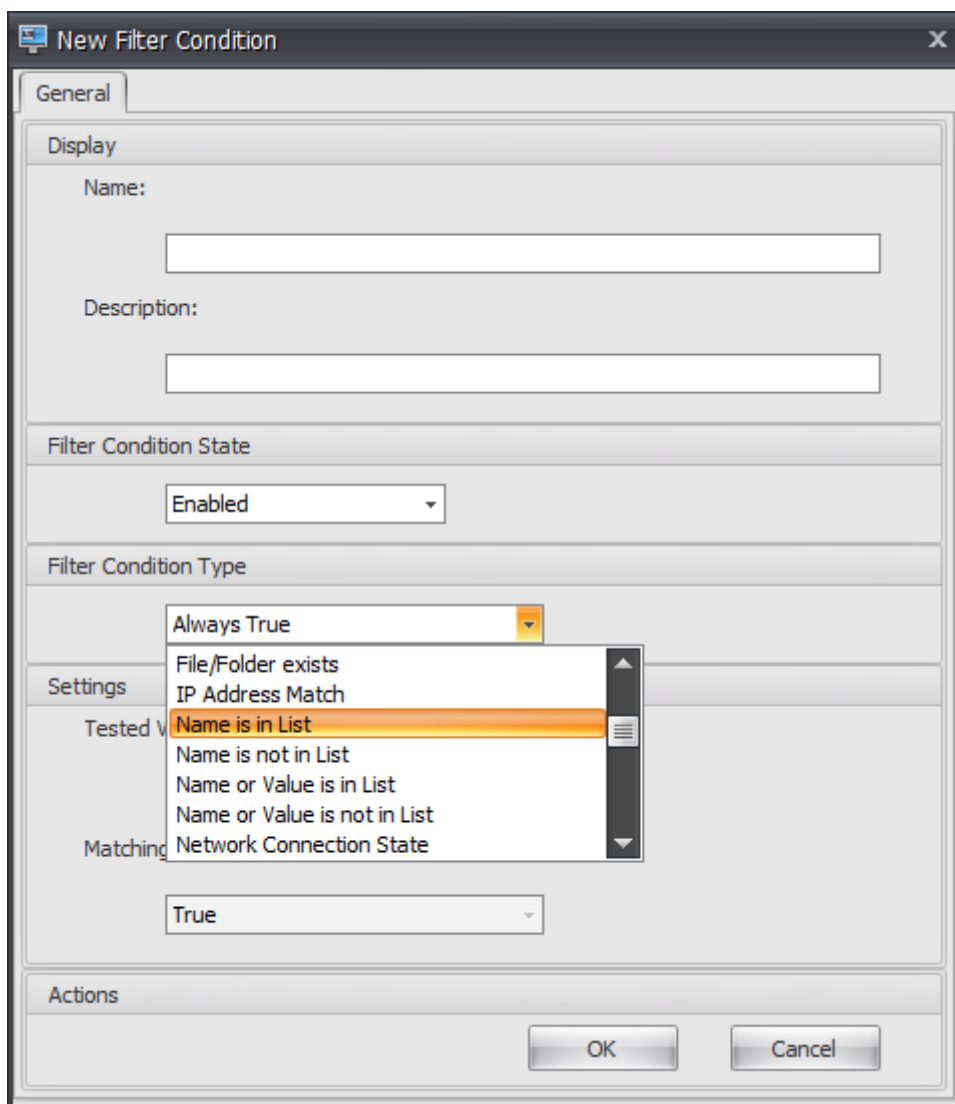 New Filter Condition
General
Display
Name:
Description:
Filter Condition State
Enabled
Filter Condition Type
Always True
File/Folder exists
IP Address Match
Settings
Name is in List
Tested
Name is not in List
Name or Value is in List
Name or Value is not in List
Matching
Network Connection State
True
Actions
OK Cancel